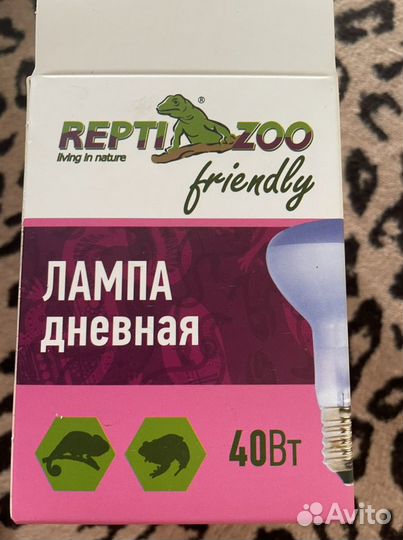 REPTI ZOO ®
living in nature
friendly
ЛАМПА
дневная
40Вт
Avito